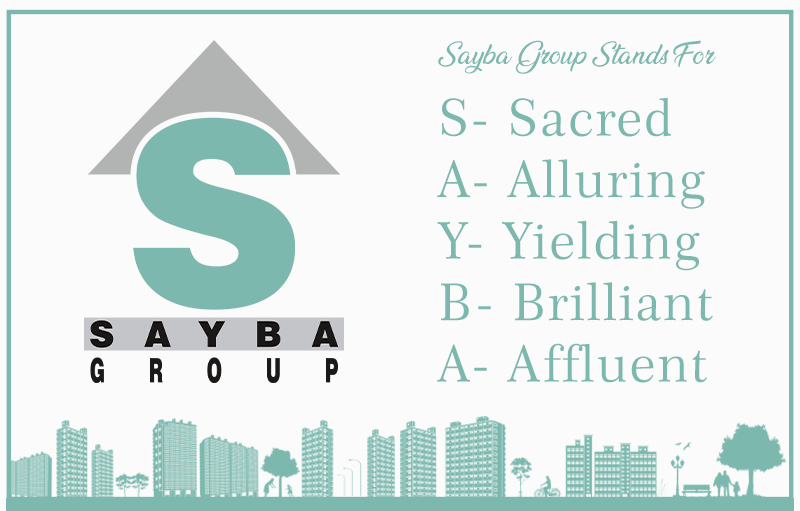 S
SAYBA
GROUP
Sayba Group Stands For
S- Sacred
A- Alluring
Y- Yielding
B- Brilliant
A- Affluent